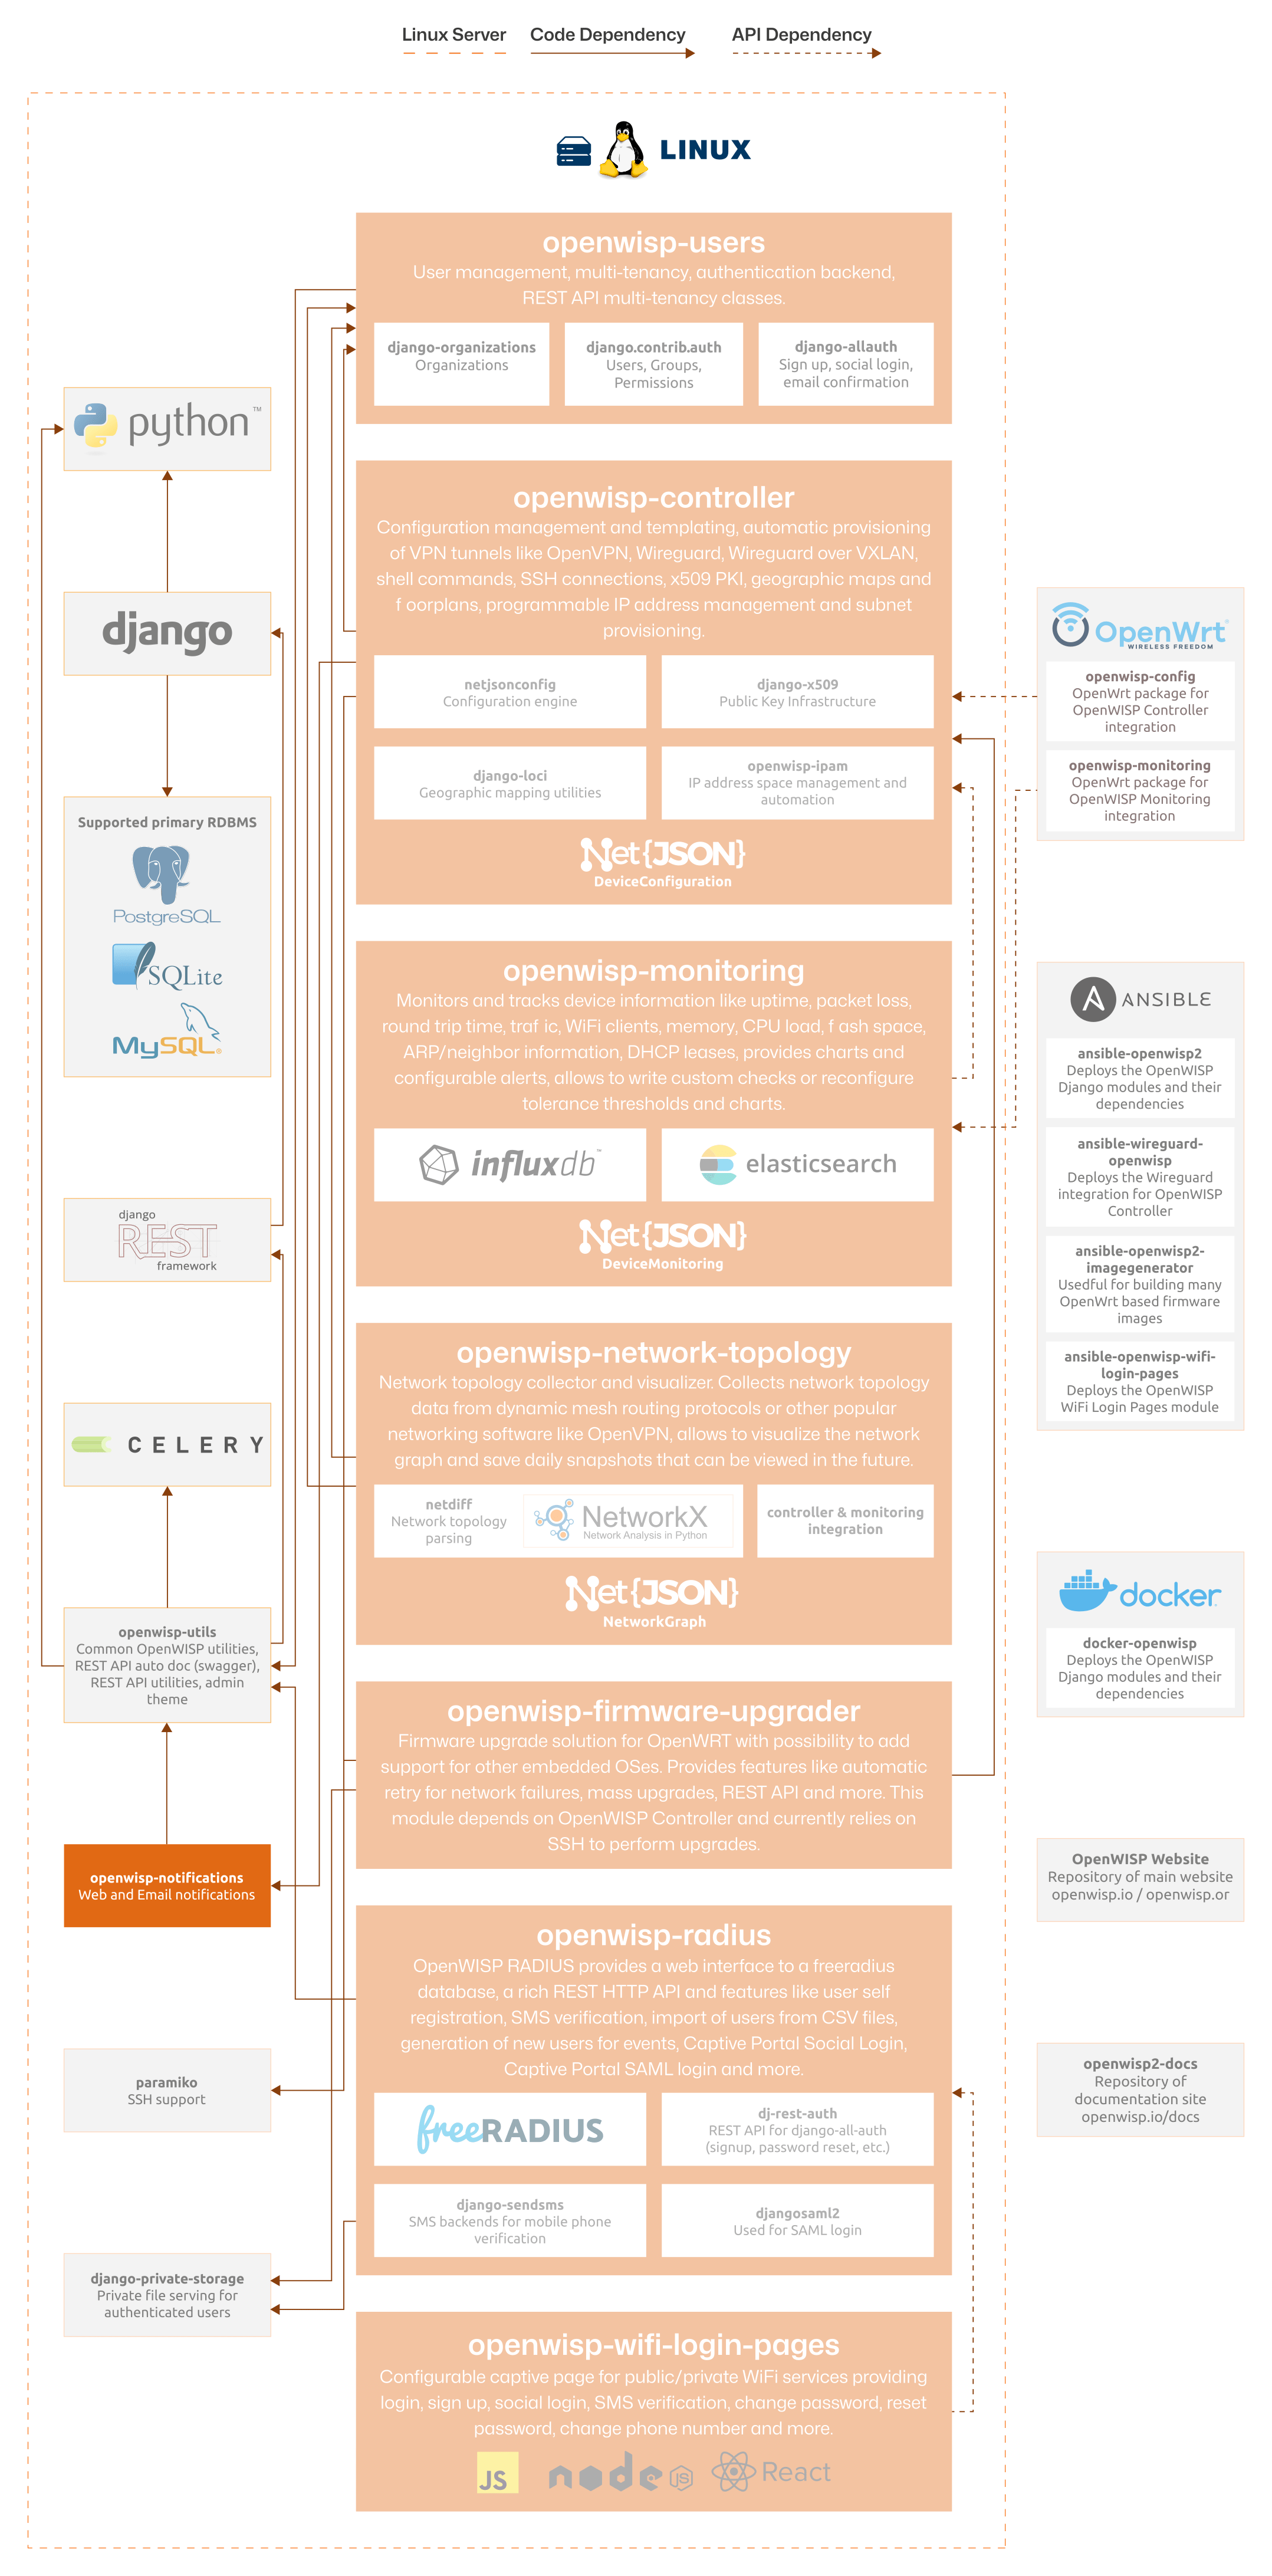 Linux Server
Code Dependency
API Dependency
LINUX
openwisp-users
User management, multi-tenancy, authentication backend,
REST API multi-tenancy classes.
django-organizations
Organizations
django.contrib.auth
Users, Groups,
Permissions
django-allauth
Sign up, social login,
email confirmation
python™
django
Supported primary RDBMS
PostgreSQL
SQLite
MySQL®
django
REST
framework
CELERY
openwisp-utils
Common OpenWISP utilities,
REST API auto doc (swagger),
REST API utilities, admin
theme
openwisp-notifications
Web and Email notifications
paramiko
SSH support
django-private-storage
Private file serving for
authenticated users
openwisp-controller
Configuration management and templating, automatic provisioning
of VPN tunnels like OpenVPN, Wireguard, Wireguard over VXLAN,
shell commands, SSH connections, x509 PKI, geographic maps and
f oorplans, programmable IP address management and subnet
provisioning.
netjsonconfig
Configuration engine
django-x509
Public Key Infrastructure
django-loci
Geographic mapping utilities
openwisp-ipam
IP address space management and
automation
Net{JSON}
DeviceConfiguration
openwisp-monitoring
Monitors and tracks device information like uptime, packet loss,
round trip time, traf ic, WiFi clients, memory, CPU load, f ash space,
ARP/neighbor information, DHCP leases, provides charts and
configurable alerts, allows to write custom checks or reconfigure
tolerance thresholds and charts.
influxdb™
elasticsearch
Net{JSON}
DeviceMonitoring
openwisp-network-topology
Network topology collector and visualizer. Collects network topology
data from dynamic mesh routing protocols or other popular
networking software like OpenVPN, allows to visualize the network
graph and save daily snapshots that can be viewed in the future.
netdiff
Network topology
parsing
NetworkX
Network Analysis in Python
controller & monitoring
integration
Net{JSON}
NetworkGraph
openwisp-firmware-upgrader
Firmware upgrade solution for OpenWRT with possibility to add
support for other embedded OSes. Provides features like automatic
retry for network failures, mass upgrades, REST API and more. This
module depends on OpenWISP Controller and currently relies on
SSH to perform upgrades.
openwisp-radius
OpenWISP RADIUS provides a web interface to a freeradius
database, a rich REST HTTP API and features like user self
registration, SMS verification, import of users from CSV files,
generation of new users for events, Captive Portal Social Login,
Captive Portal SAML login and more.
freeRADIUS
dj-rest-auth
REST API for django-all-auth
(signup, password reset, etc.)
django-sendsms
SMS backends for mobile phone
verification
djangosaml2
Used for SAML login
openwisp-wifi-login-pages
Configurable captive page for public/private WiFi services providing
login, sign up, social login, SMS verification, change password, reset
password, change phone number and more.
JS
node
JS
React
OpenWrt
WIRELESS FREEDOM
openwisp-config
OpenWrt package for
OpenWISP Controller
integration
openwisp-monitoring
OpenWrt package for
OpenWISP Monitoring
integration
ANSIBLE
ansible-openwisp2
Deploys the OpenWISP
Django modules and their
dependencies
ansible-wireguard-
openwisp
Deploys the Wireguard
integration for OpenWISP
Controller
ansible-openwisp2-
imagegenerator
Usedful for building many
OpenWrt based firmware
images
ansible-openwisp-wifi-
login-pages
Deploys the OpenWISP
WiFi Login Pages module
docker
docker-openwisp
Deploys the OpenWISP
Django modules and their
dependencies
OpenWISP Website
Repository of main website
openwisp.io / openwisp.or
openwisp2-docs
Repository of
documentation site
openwisp.io/docs